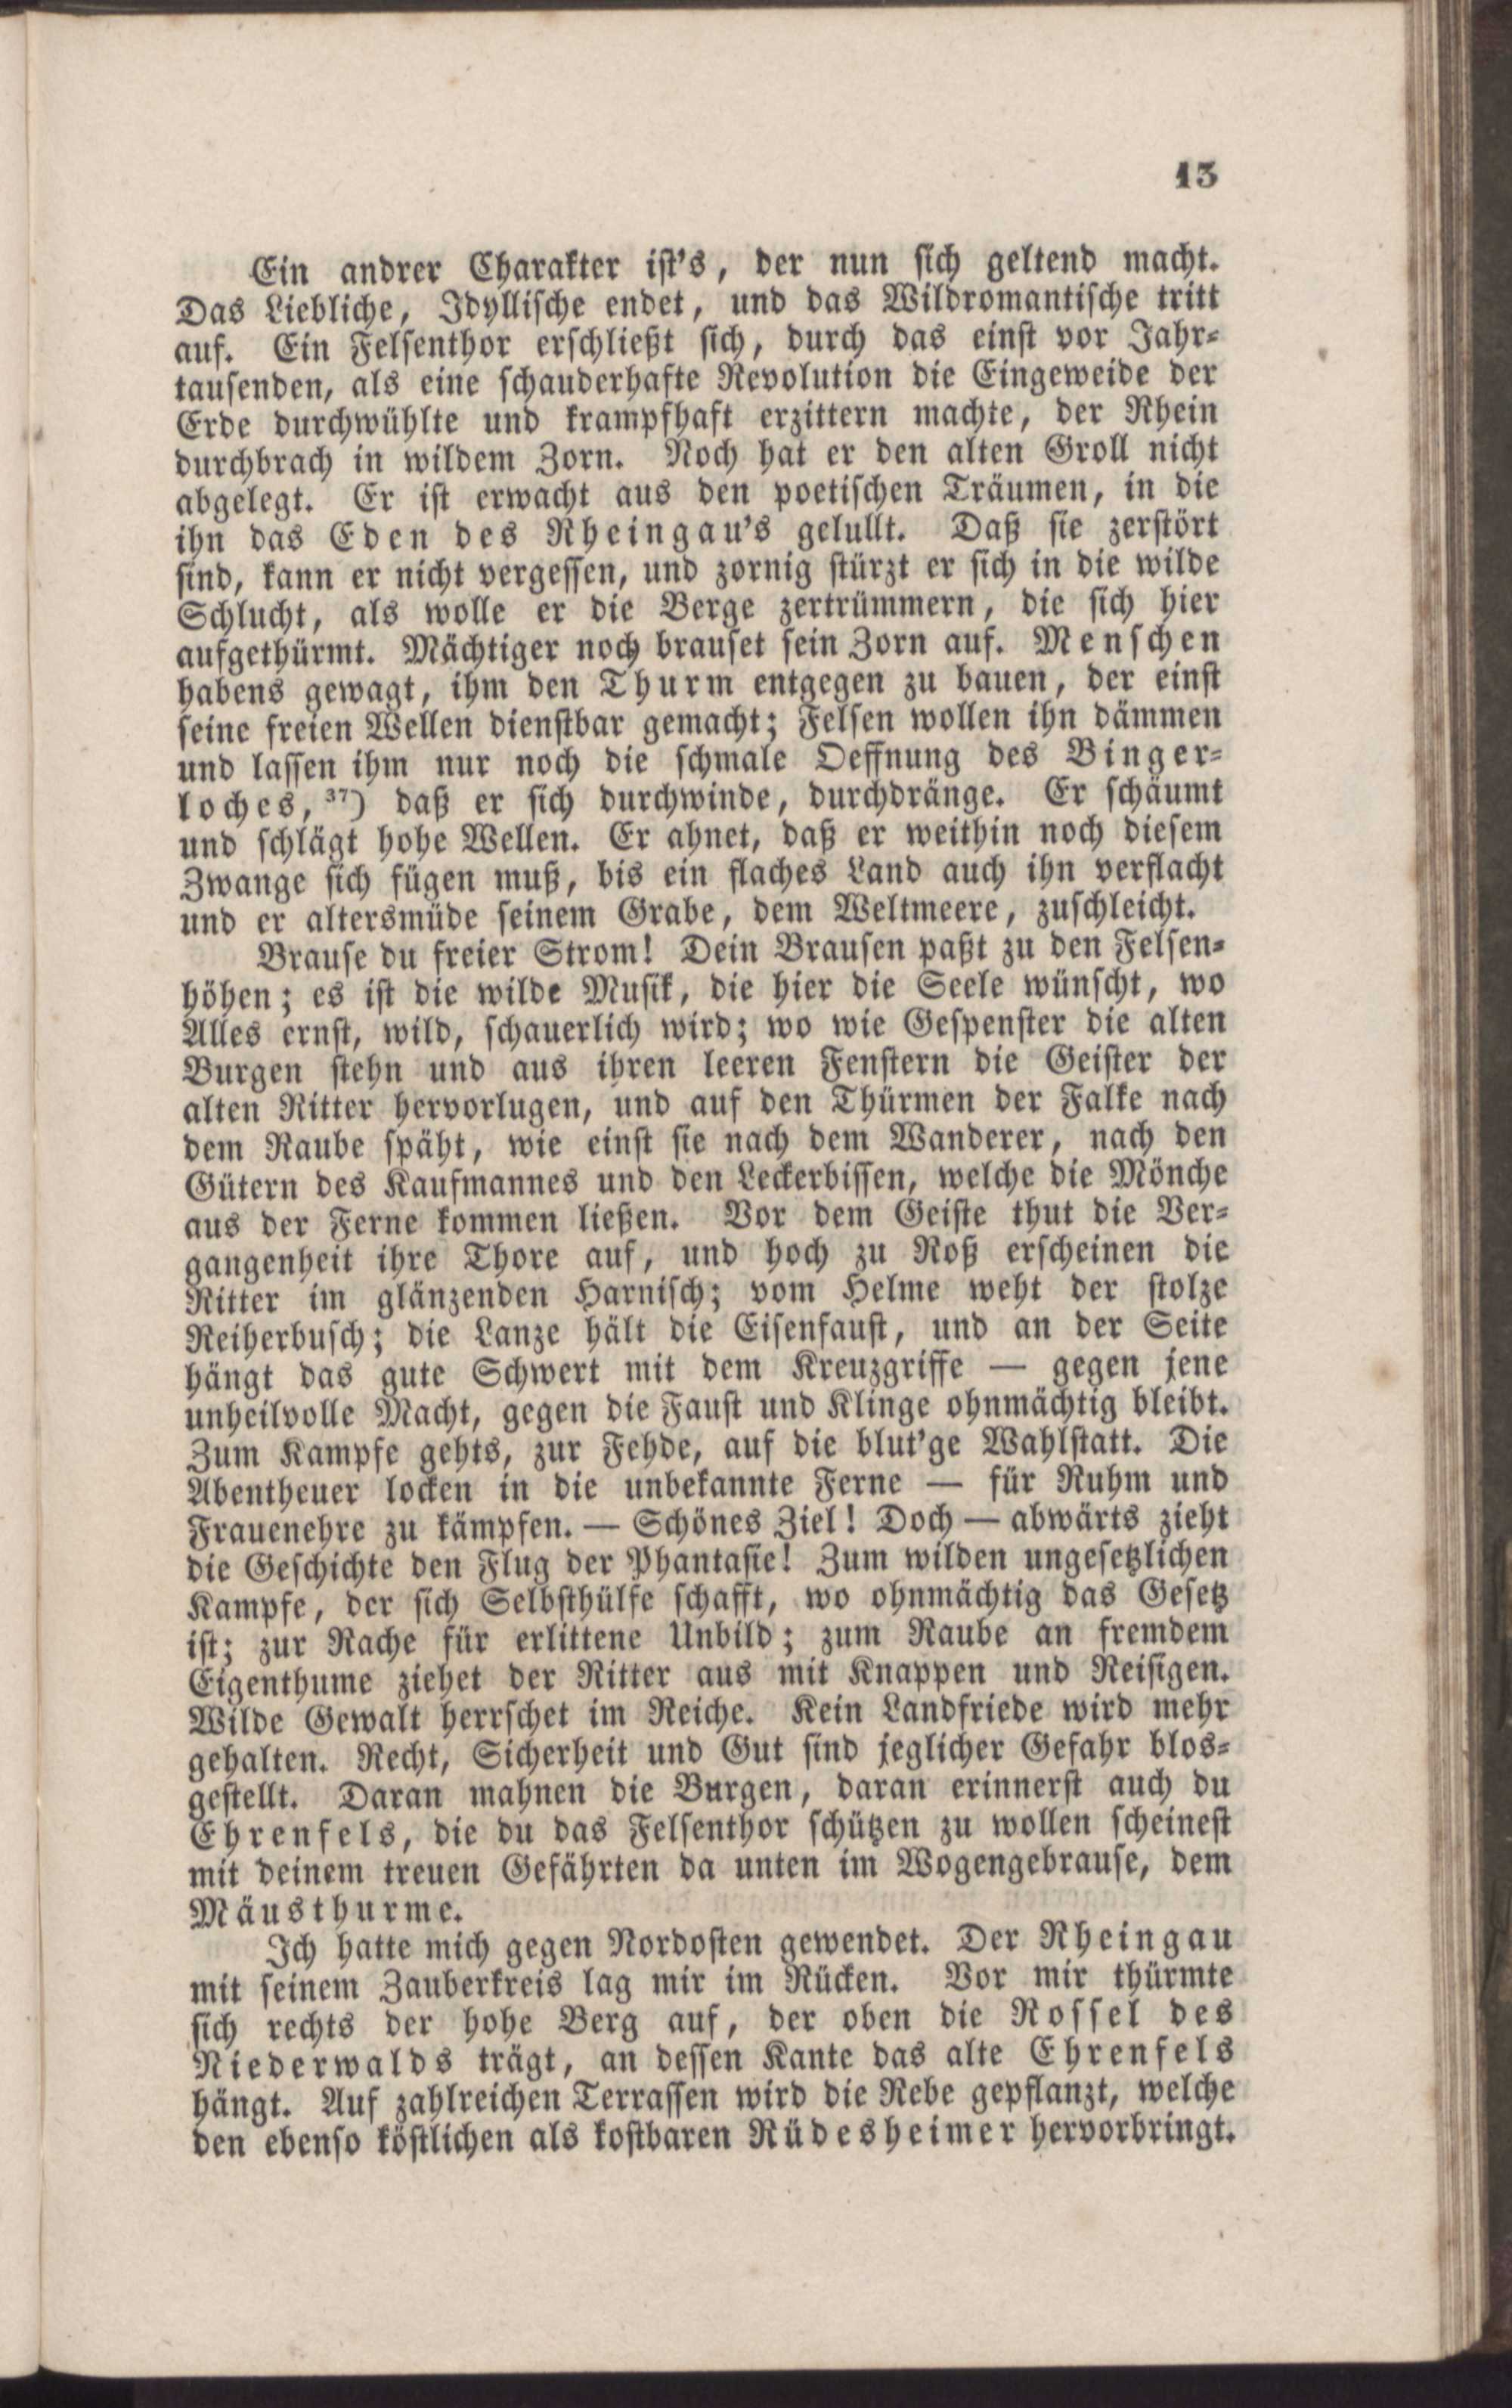 13
Ein andrer Charakter ist's, der nun sich geltend macht.
Das Liebliche, Idyllische endet, und das Wildromantische tritt
auf. Ein Felsenthor erschließt sich, durch das einst vor Jahr-
tausenden, als eine schauderhafte Revolution die Eingeweide der
Erde durchwühlte und krampfhaft erzittern machte, der Rhein
durchbrach in wildem Zorn. Noch hat er den alten Groll nicht
abgelegt. Er ist erwacht aus den poetischen Träumen, in die
ihn das Eden des Rheingau's gelullt. Daß sie zerstört
sind, kann er nicht vergessen, und zornig stürzt er sich in die wilde
Schlucht, als wolle er die Berge zertrümmern, die sich hier
aufgethürmt. Mächtiger noch brauset sein Zorn auf. Menschen
habens gewagt, ihm den Thurm entgegen zu bauen, der einst
seine freien Wellen dienstbar gemacht; Felsen wollen ihn dämmen
und lassen ihm nur noch die schmale Oeffnung des Binger-
loches, 37) daß er sich durchwinde, durchdränge. Er schäumt
und schlägt hohe Wellen. Er ahnet, daß er weithin noch diesem
Zwange sich fügen muß, bis ein flaches Land auch ihn verflacht
und er altersmüde seinem Grabe, dem Weltmeere, zuschleicht.
Brause du freier Strom! Dein Brausen paßt zu den Felsen-
höhen; es ist die wilde Musik, die hier die Seele wünscht, wo
Alles ernst, wild, schauerlich wird; wo wie Gespenster die alten
Burgen stehn und aus ihren leeren Fenstern die Geister der
alten Ritter hervorlugen, und auf den Thürmen der Falke nach
dem Raube späht, wie einst sie nach dem Wanderer, nach den
Gütern des Kaufmannes und den Leckerbissen, welche die Mönche
aus der Ferne kommen ließen. Vor dem Geiste thut die Ver-
gangenheit ihre Thore auf, und hoch zu Roß erscheinen die
Ritter im glänzenden Harnisch; vom Helme weht der stolze
Reiherbusch; die Lanze hält die Eisenfaust, und an der Seite
hängt das gute Schwert mit dem Kreuzgriffe — gegen jene
unheilvolle Macht, gegen die Faust und Klinge ohnmächtig bleibt.
Zum Kampfe gehts, zur Fehde, auf die blut'ge Wahlstatt. Die
Abentheuer locken in die unbekannte Ferne — für Ruhm und
Frauenehre zu kämpfen. — Schönes Ziel! Doch — abwärts zieht
die Geschichte den Flug der Phantasie! Zum wilden ungesetzlichen
Kampfe, der sich Selbsthülfe schafft, wo ohnmächtig das Gesetz
ist; zur Rache für erlittene Unbild; zum Raube an fremdem
Eigenthume ziehet der Ritter aus mit Knappen und Reisigen.
Wilde Gewalt herrschet im Reiche. Kein Landfriede wird mehr
gehalten. Recht, Sicherheit und Gut sind jeglicher Gefahr blos-
gestellt. Daran mahnen die Burgen, daran erinnerst auch du
Ehrenfels, die du das Felsenthor schützen zu wollen scheinest
mit deinem treuen Gefährten da unten im Wogengebrause, dem
Mäusthurme.
Ich hatte mich gegen Nordosten gewendet. Der Rheingau
mit seinem Zauberkreis lag mir im Rücken. Vor mir thürmte
sich rechts der hohe Berg auf, der oben die Rossel des
Niederwalds trägt, an dessen Kante das alte Ehrenfels
hängt. Auf zahlreichen Terrassen wird die Rebe gepflanzt, welche
den ebenso köstlichen als kostbaren Rüdesheimer hervorbringt.